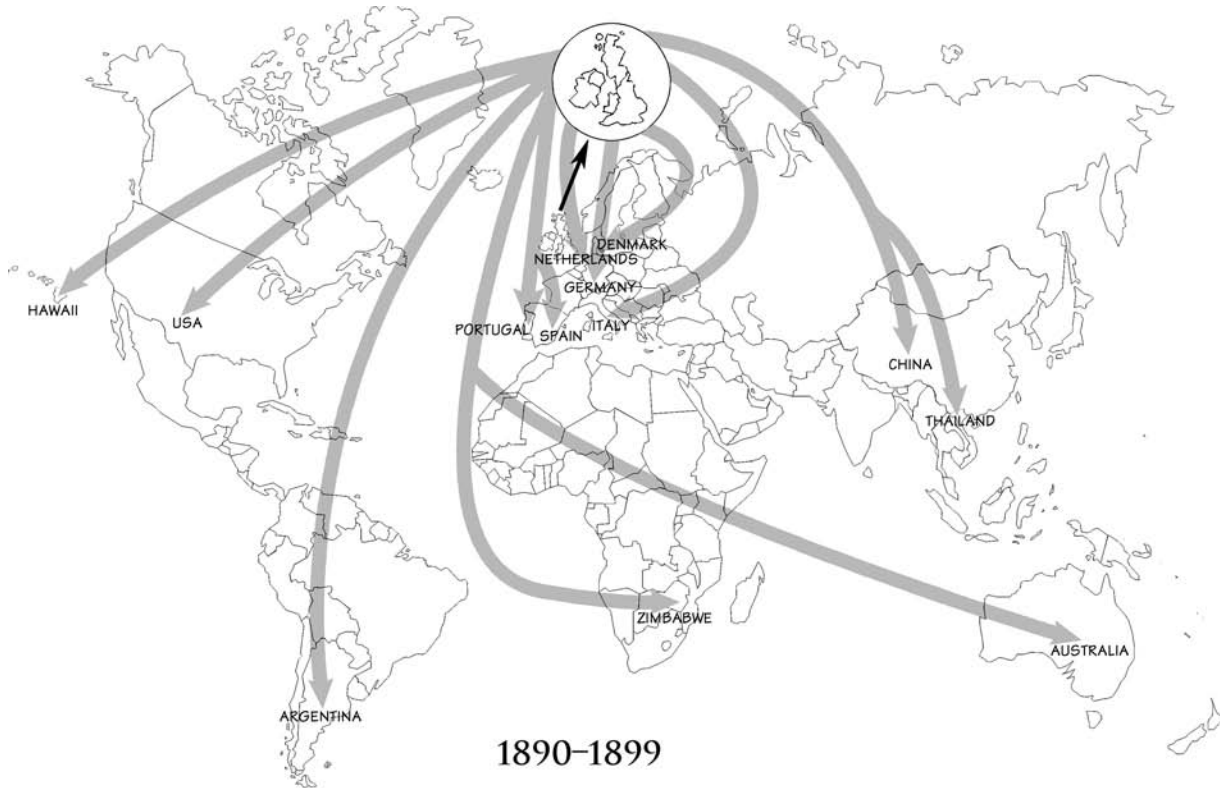 DENMARK
NETHERLANDS
GERMANY
HAWAII
USA
PORTUGAL
SPAIN
ITALY
CHINA
THAILAND
ZIMBABWE
AUSTRALIA
ARGENTINA
1890–1899